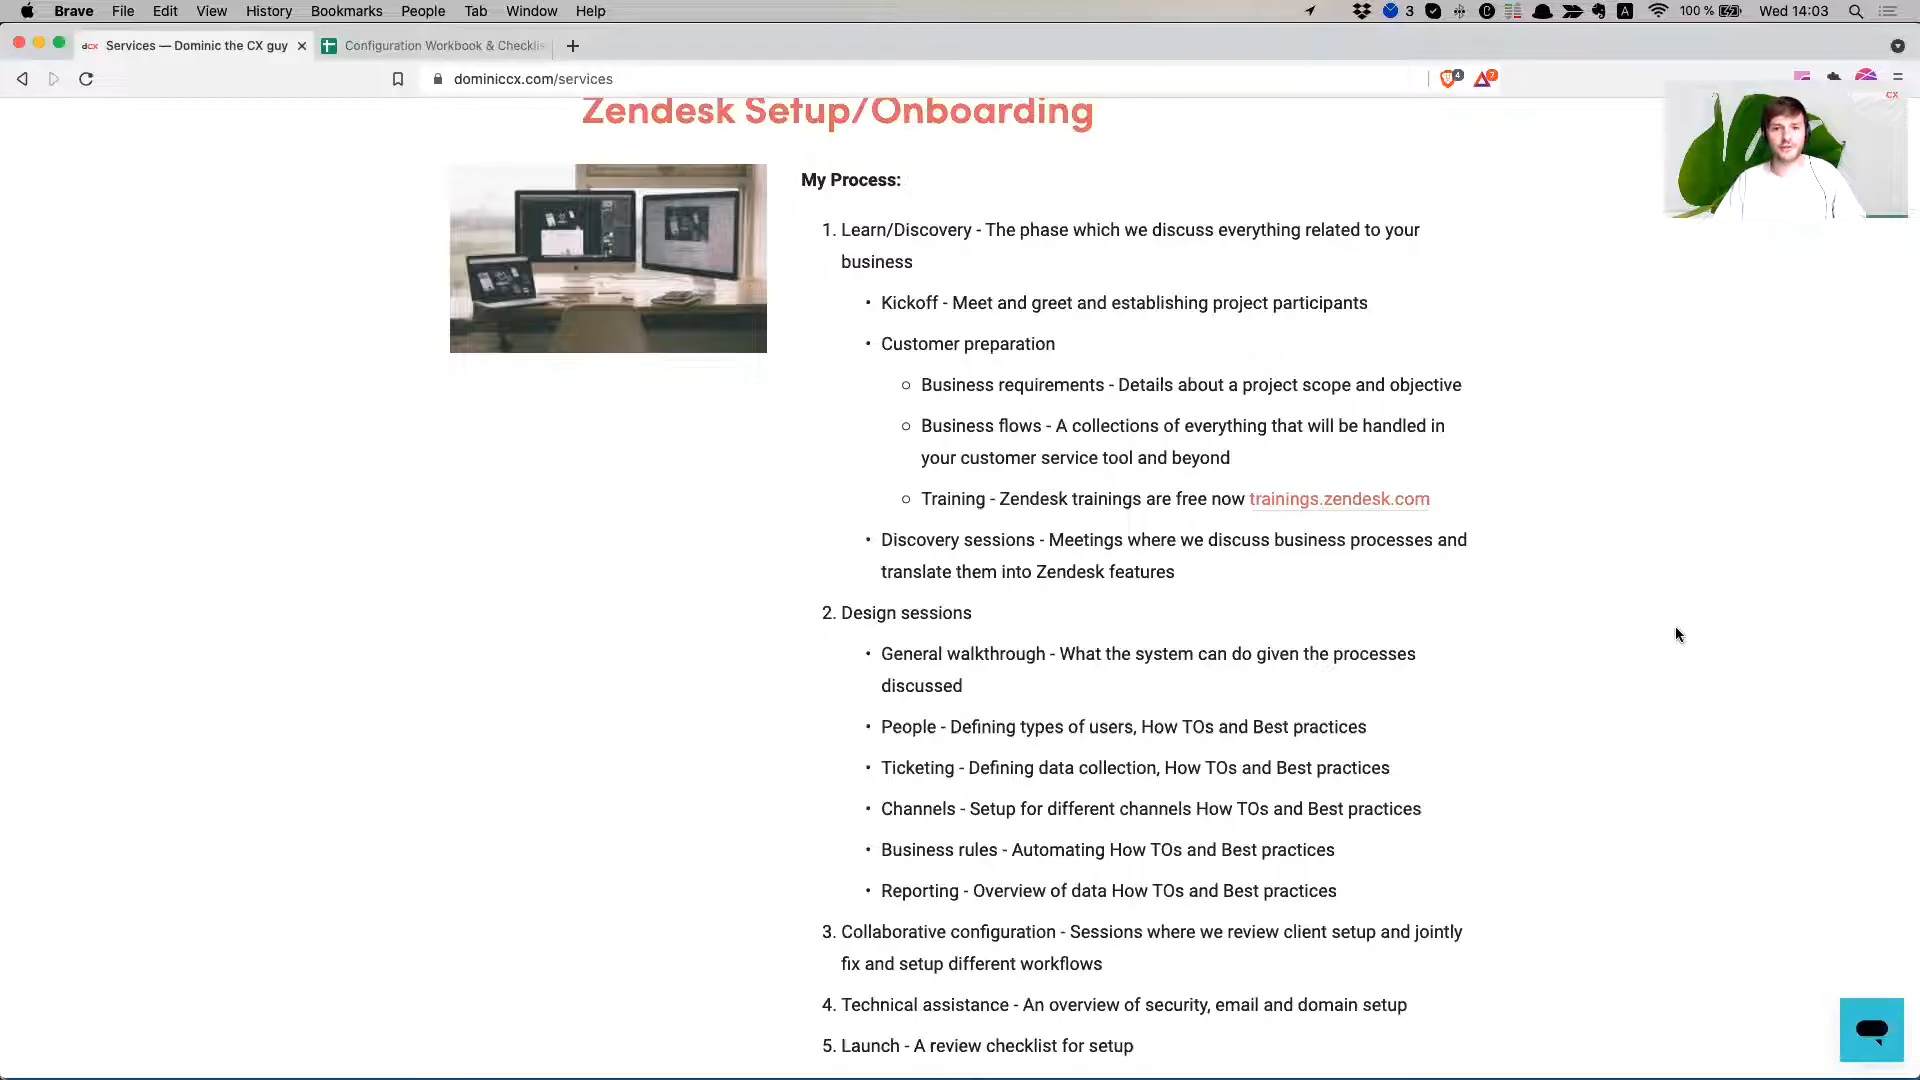 Brave File Edit View History Bookmarks People Tab Window Help 3 A 100 % Wed 14:03
dcx Services — Dominic the CX guy Configuration Workbook & Checklis
dominiccx.com/services 4 7
CX
Zendesk Setup/Onboarding
My Process:
1. Learn/Discovery - The phase which we discuss everything related to your
business
• Kickoff - Meet and greet and establishing project participants
• Customer preparation
○ Business requirements - Details about a project scope and objective
○ Business flows - A collections of everything that will be handled in
your customer service tool and beyond
○ Training - Zendesk trainings are free now trainings.zendesk.com
• Discovery sessions - Meetings where we discuss business processes and
translate them into Zendesk features
2. Design sessions
• General walkthrough - What the system can do given the processes
discussed
• People - Defining types of users, How TOs and Best practices
• Ticketing - Defining data collection, How TOs and Best practices
• Channels - Setup for different channels How TOs and Best practices
• Business rules - Automating How TOs and Best practices
• Reporting - Overview of data How TOs and Best practices
3. Collaborative configuration - Sessions where we review client setup and jointly
fix and setup different workflows
4. Technical assistance - An overview of security, email and domain setup
5. Launch - A review checklist for setup